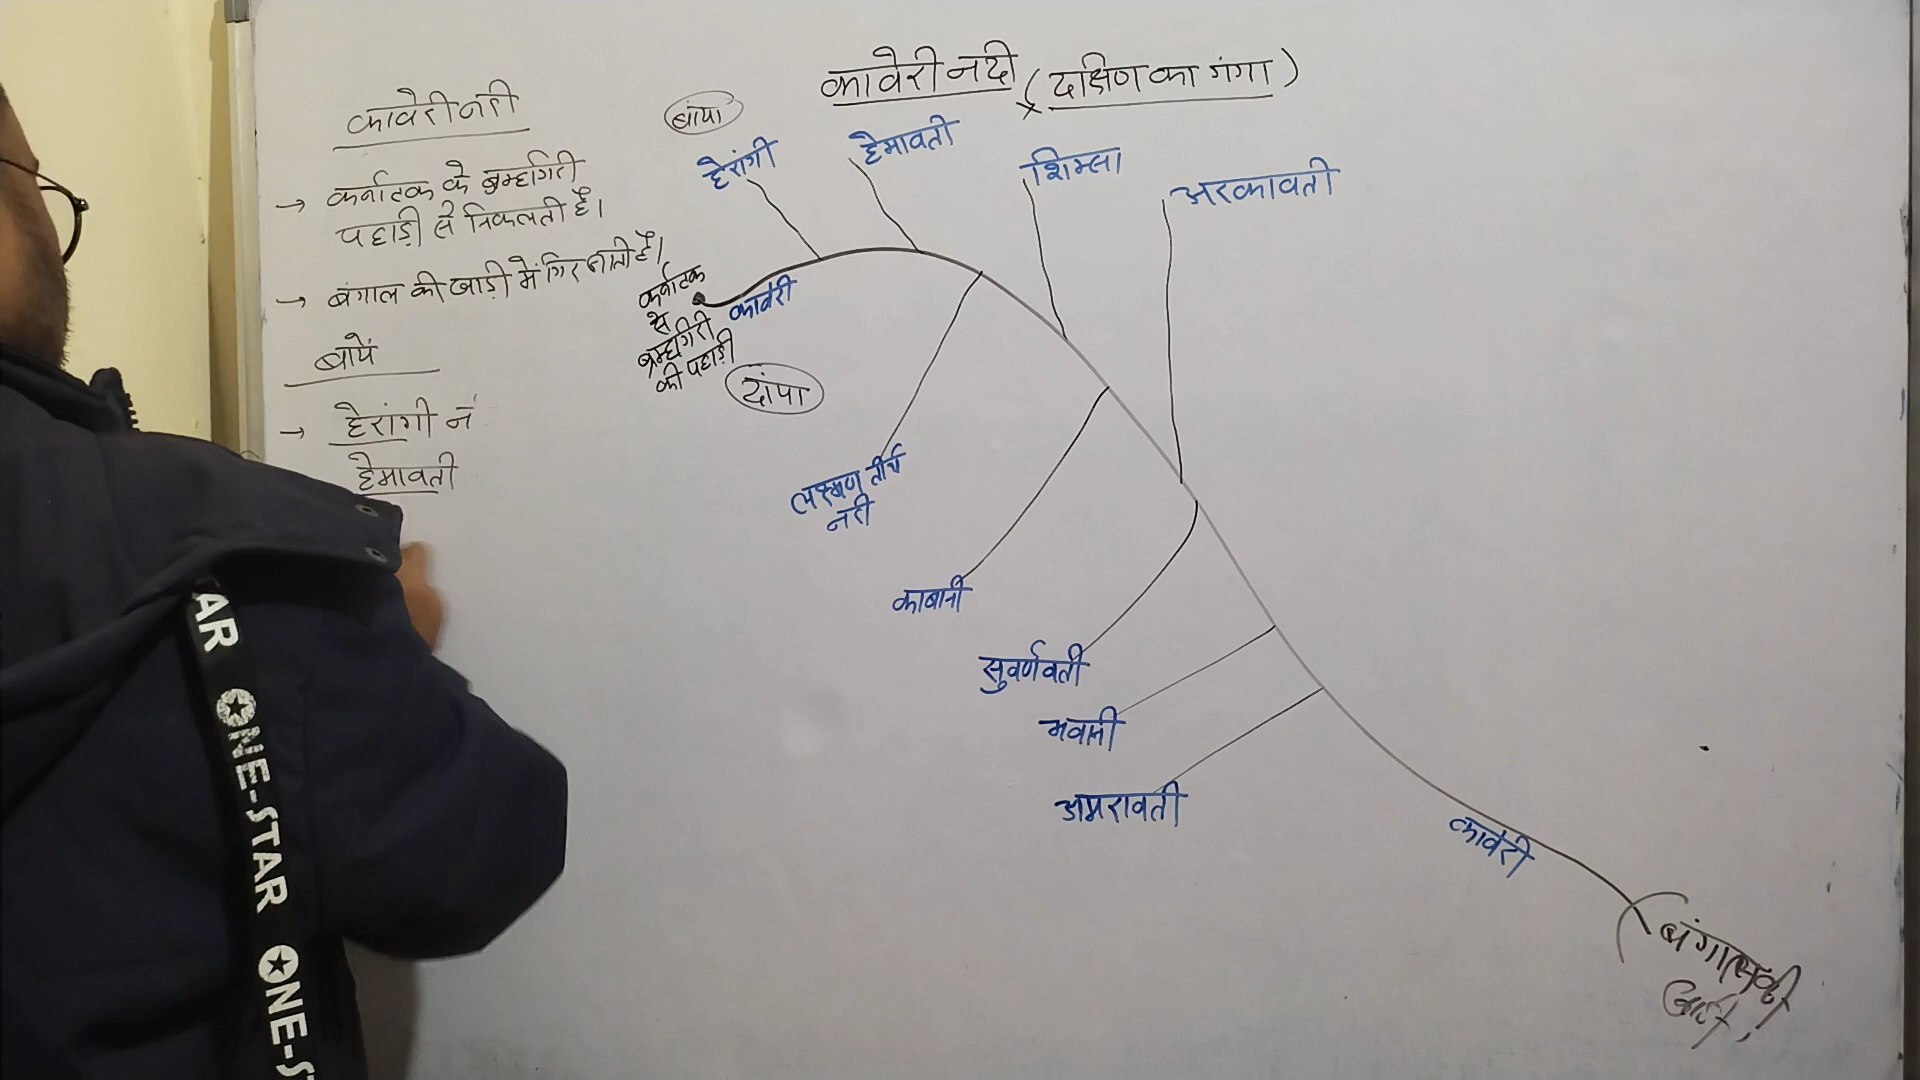 कावेरी नदी (दक्षिण का गंगा)
कावेरी नदी
→ कर्नाटक के ब्रम्हगिरी
पहाड़ी से निकलती है।
→ बंगाल की खाड़ी में गिर जाती है।
बायें
→ हेरांगी न
हेमावती
बांया
हेरांगी
हेमावती
शिम्सा
अरकावती
कर्नाटक
से
ब्रम्हगिरी
की पहाड़ी
कावेरी
दांया
लक्ष्मण तीर्थ
नदी
काबानी
सुवर्णवती
भवानी
अमरावती
कावेरी
बंगाल की
AR
ONE-STAR
ONE-S